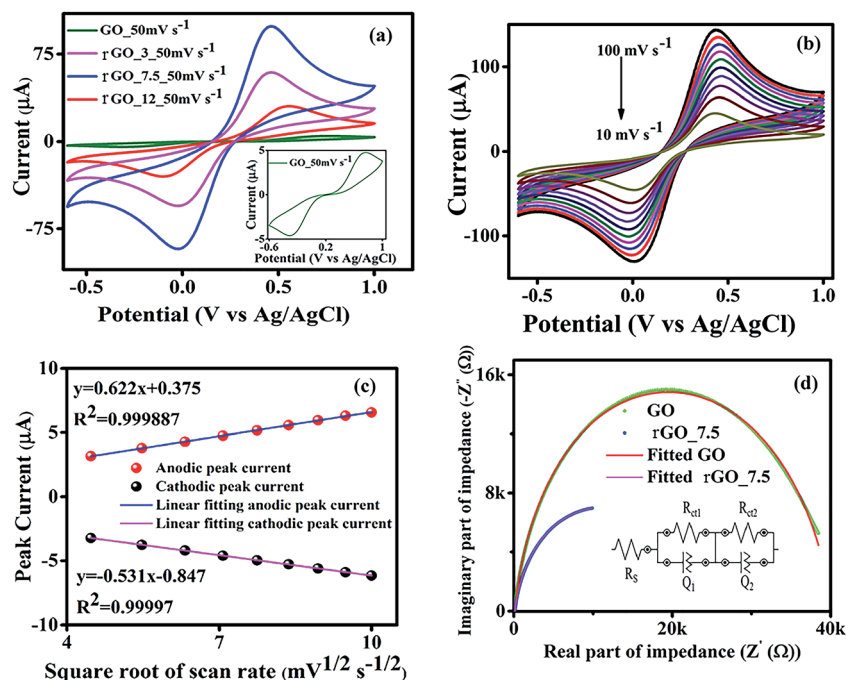 (a)
GO_50mV s⁻¹
rGO_3_50mV s⁻¹
rGO_7.5_50mV s⁻¹
rGO_12_50mV s⁻¹
75
0
-75
Current (μA)
-0.5 0.0 0.5 1.0
Potential (V vs Ag/AgCl)
GO_50mV s⁻¹
5
0
-5
Current (μA)
-0.6 0.2 1
Potential (V vs Ag/AgCl)
(b)
100 mV s⁻¹
10 mV s⁻¹
100
0
-100
Current (μA)
-0.5 0.0 0.5 1.0
Potential (V vs Ag/AgCl)
(c)
y=0.622x+0.375
R²=0.999887
Anodic peak current
Cathodic peak current
Linear fitting anodic peak current
Linear fitting cathodic peak current
y=-0.531x-0.847
R²=0.99997
10
5
0
-5
-10
Peak Current (μA)
4 7 10
Square root of scan rate (mV^1/2 s^-1/2)
(d)
GO
rGO_7.5
Fitted GO
Fitted rGO_7.5
Rct1 Rct2
RS
Q1 Q2
16k
8k
0
Imaginary part of impedance (-Z" (Ω))
0 20k 40k
Real part of impedance (Z' (Ω))